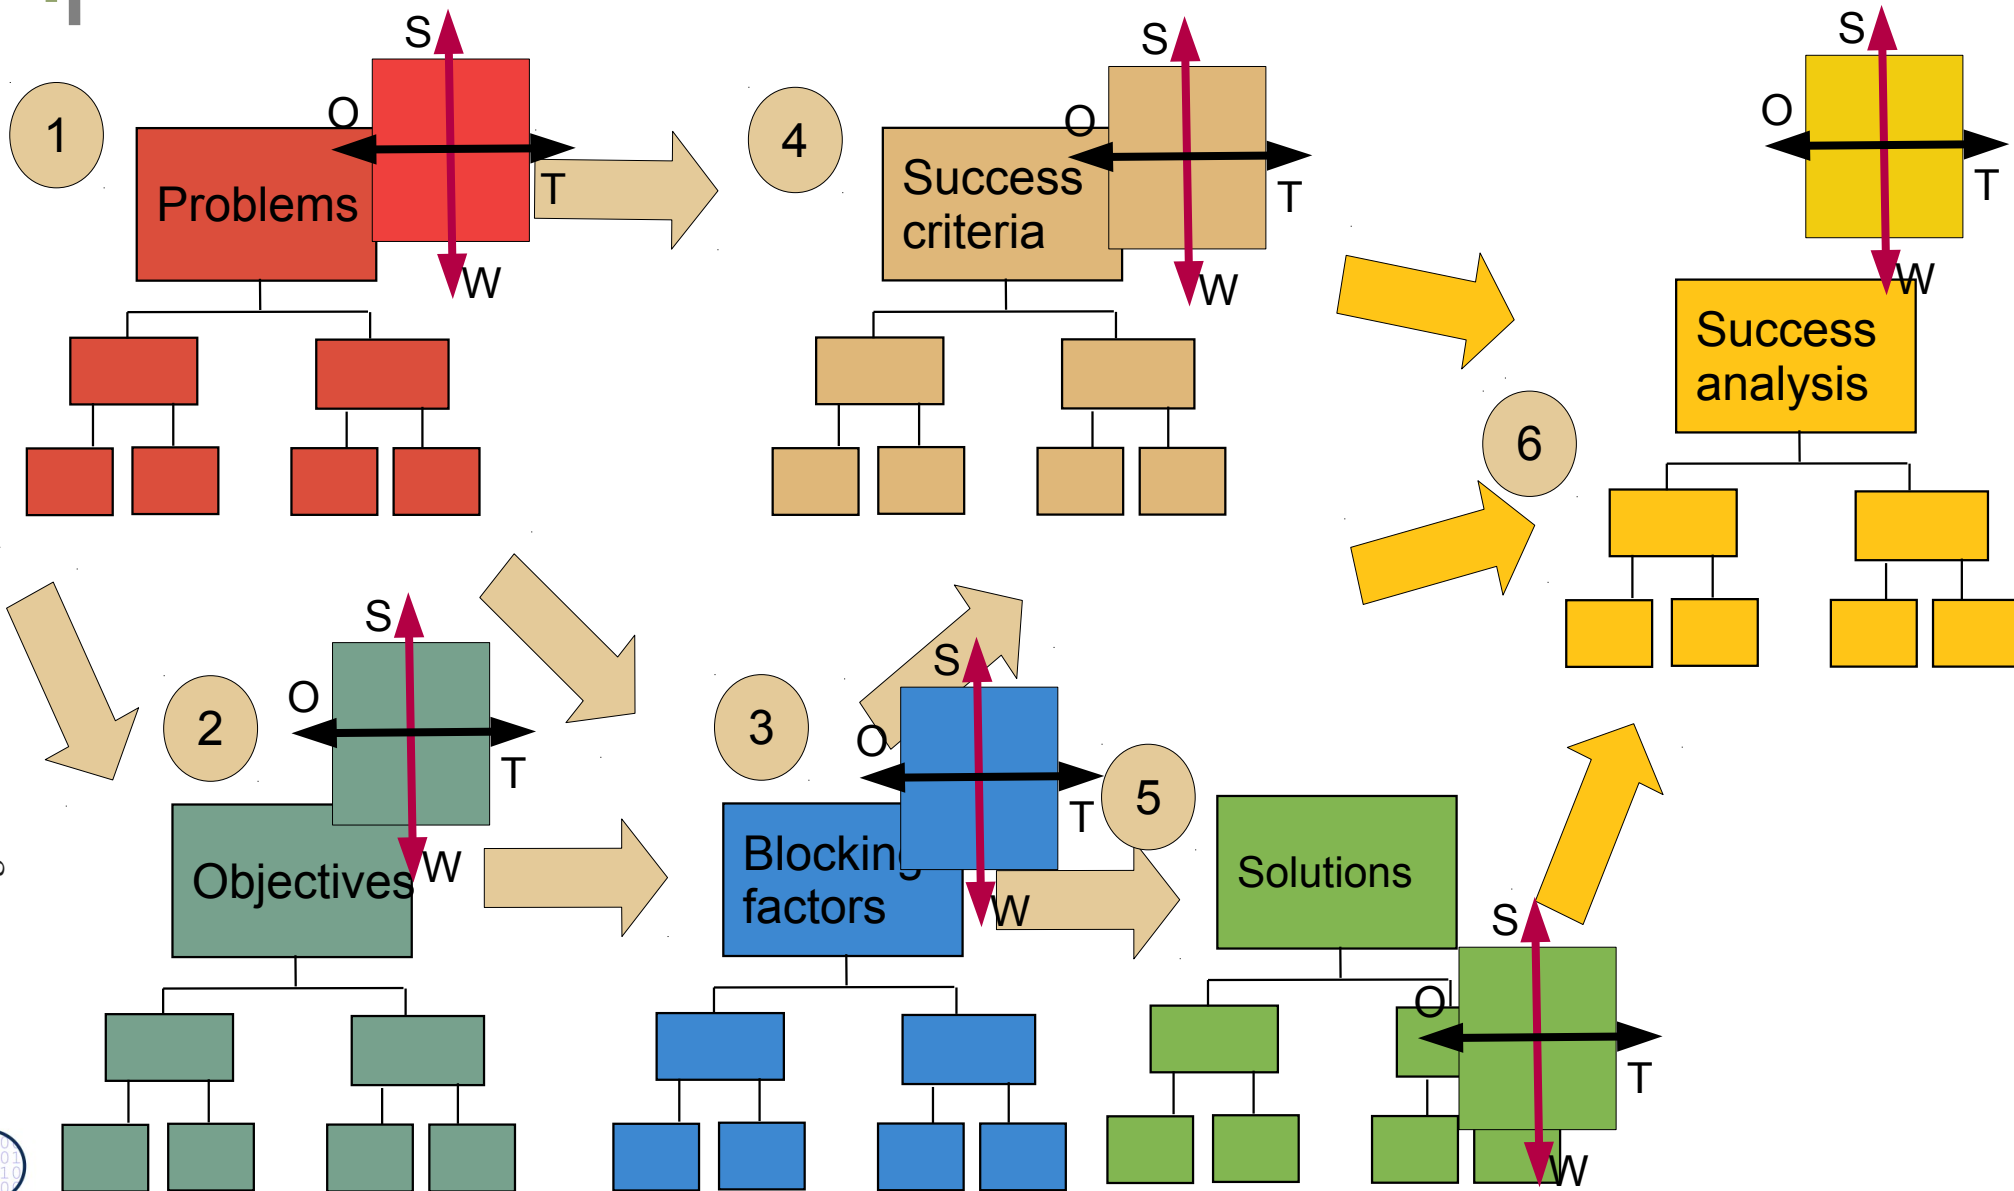 S
O
1
Problems
T
W
S
O
4
Success
criteria
T
W
S
O
T
W
Success
analysis
6
S
O
2
T
W
Objectives
S
O
3
T
W
Blocking
factors
5
Solutions
S
O
T
W